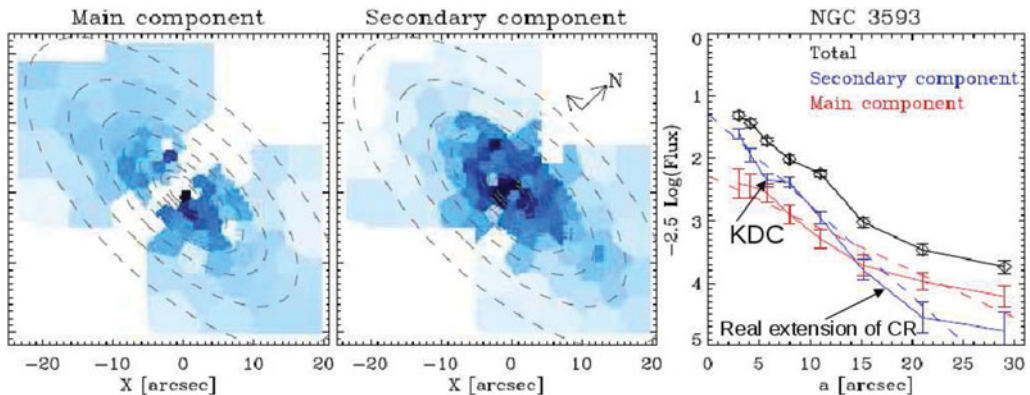 Main component
Secondary component
NGC 3593
Total
Secondary component
Main component
KDC
Real extension of CR
N
-2.5 Log(Flux)
0
1
2
3
4
5
-20 -10 0 10 20
X [arcsec]
-20 -10 0 10 20
X [arcsec]
0 5 10 15 20 25 30
a [arcsec]